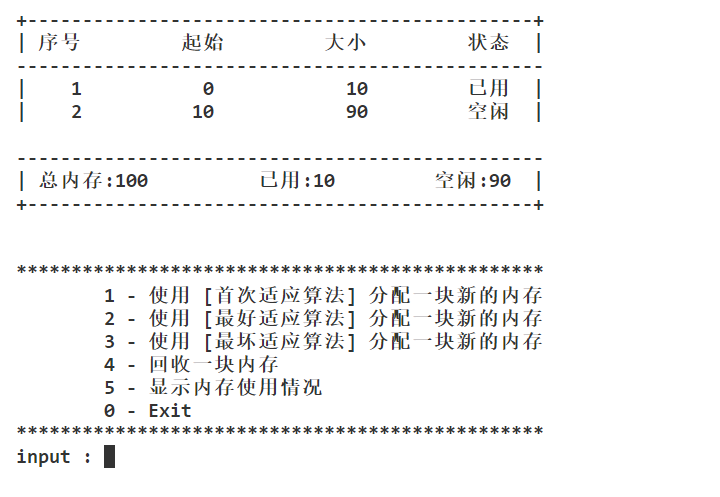 +-----------------------------------------------+
| 序号         起始         大小         状态  |
------------------------------------------------
|    1           0            10         已用  |
|    2          10            90         空闲  |
------------------------------------------------
| 总内存:100          已用:10         空闲:90  |
+-----------------------------------------------+
************************************************
1 - 使用 [首次适应算法] 分配一块新的内存
2 - 使用 [最好适应算法] 分配一块新的内存
3 - 使用 [最坏适应算法] 分配一块新的内存
4 - 回收一块内存
5 - 显示内存使用情况
0 - Exit
************************************************
input :